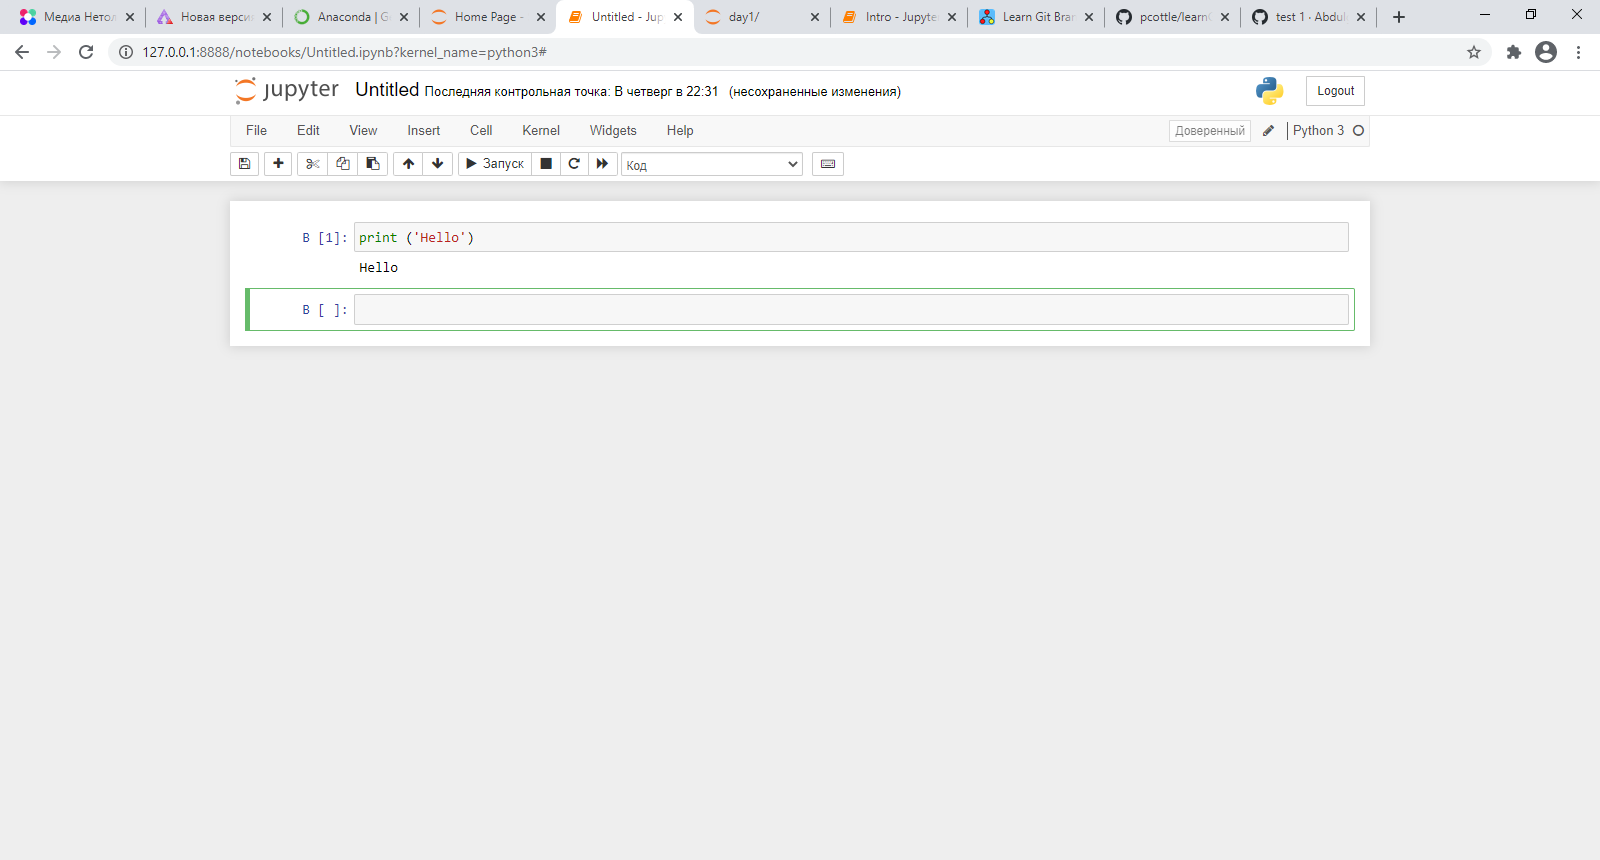 Медиа Нетол Новая верси Anaconda | G Home Page - Untitled - Jup day1/ Intro - Jupyte Learn Git Bran pcottle/learn test 1 · Abdul
127.0.0.1:8888/notebooks/Untitled.ipynb?kernel_name=python3#
jupyter Untitled Последняя контрольная точка: В четверг в 22:31 (несохраненные изменения) Logout
File Edit View Insert Cell Kernel Widgets Help Доверенный Python 3
Запуск Код
В [1]: print ('Hello')
Hello
В [ ]: